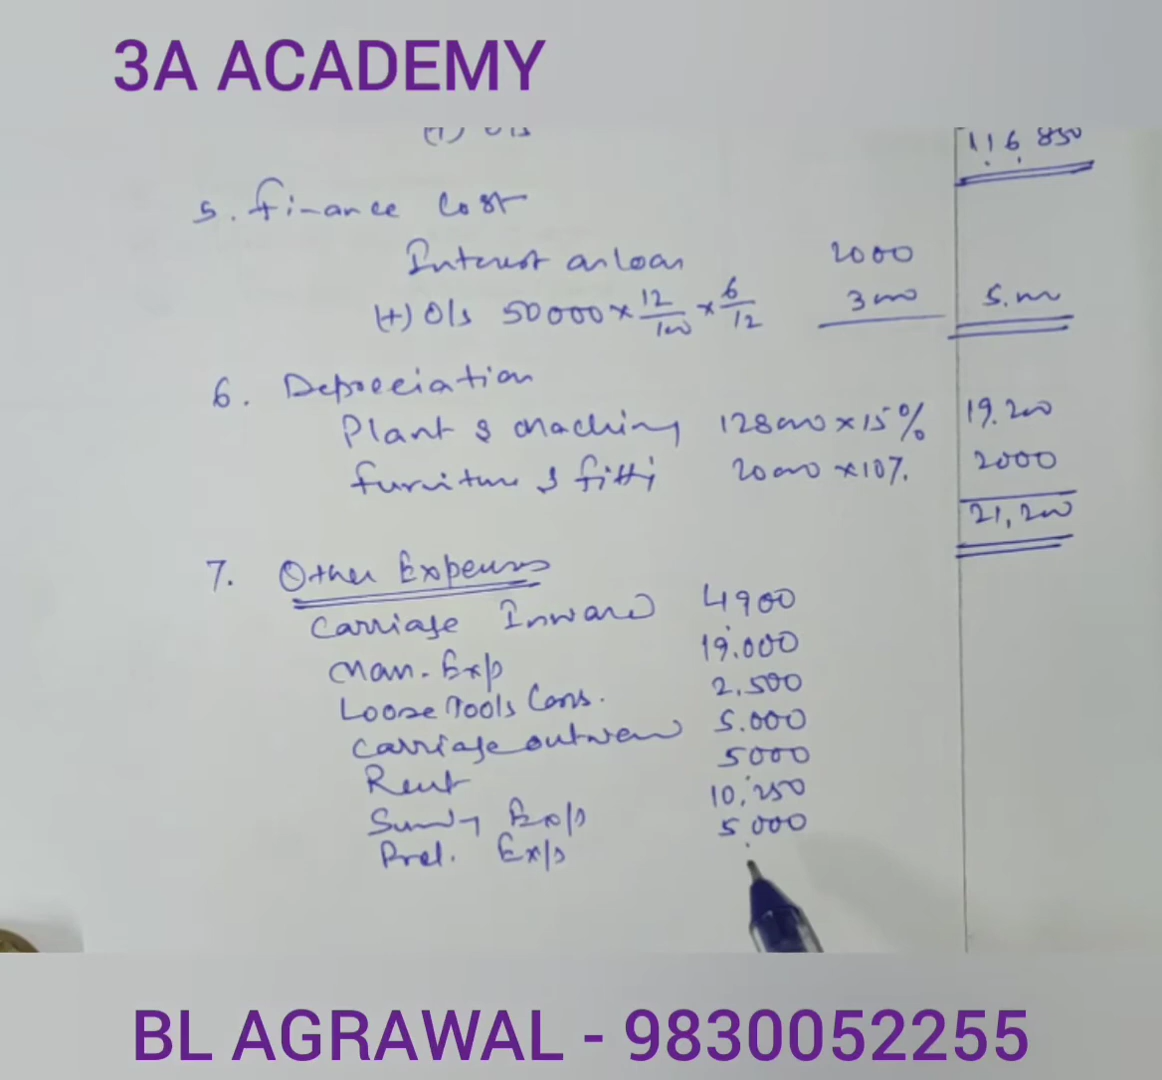 3A ACADEMY
(+) O/s
116,850
5. Finance Cost
Interest on loan 2000
(+) O/s 50000 × 12/100 × 6/12 3000 5,000
6. Depreciation
Plant & Machinery 128000 × 15% 19,200
Furniture & fitti 20000 × 10% 2000
21,200
7. Other Expenses
Carriage Inward 4900
Man. Exp 19,000
Loose Tools Cons. 2,500
Carriage outward 5,000
Rent 5000
Sundry Exp 10,250
Prel. Exp 5,000
BL AGRAWAL - 9830052255